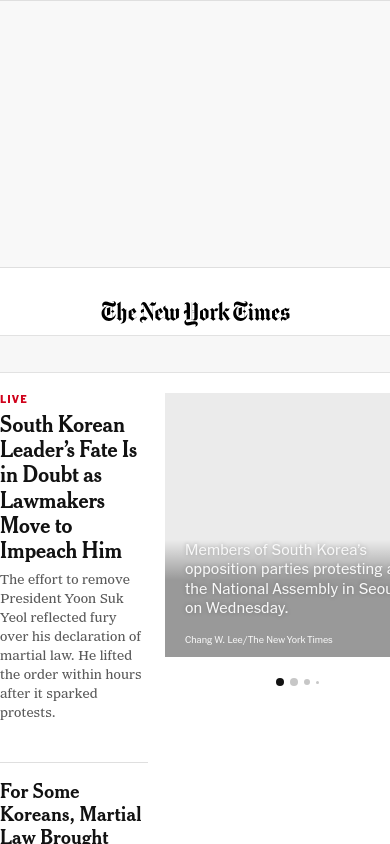 The New York Times
LIVE
South Korean
Leader’s Fate Is
in Doubt as
Lawmakers
Move to
Impeach Him
The effort to remove
President Yoon Suk
Yeol reflected fury
over his declaration of
martial law. He lifted
the order within hours
after it sparked
protests.
Members of South Korea’s
opposition parties protesting a
the National Assembly in Seou
on Wednesday.
Chang W. Lee/The New York Times
For Some
Koreans, Martial
Law Brought